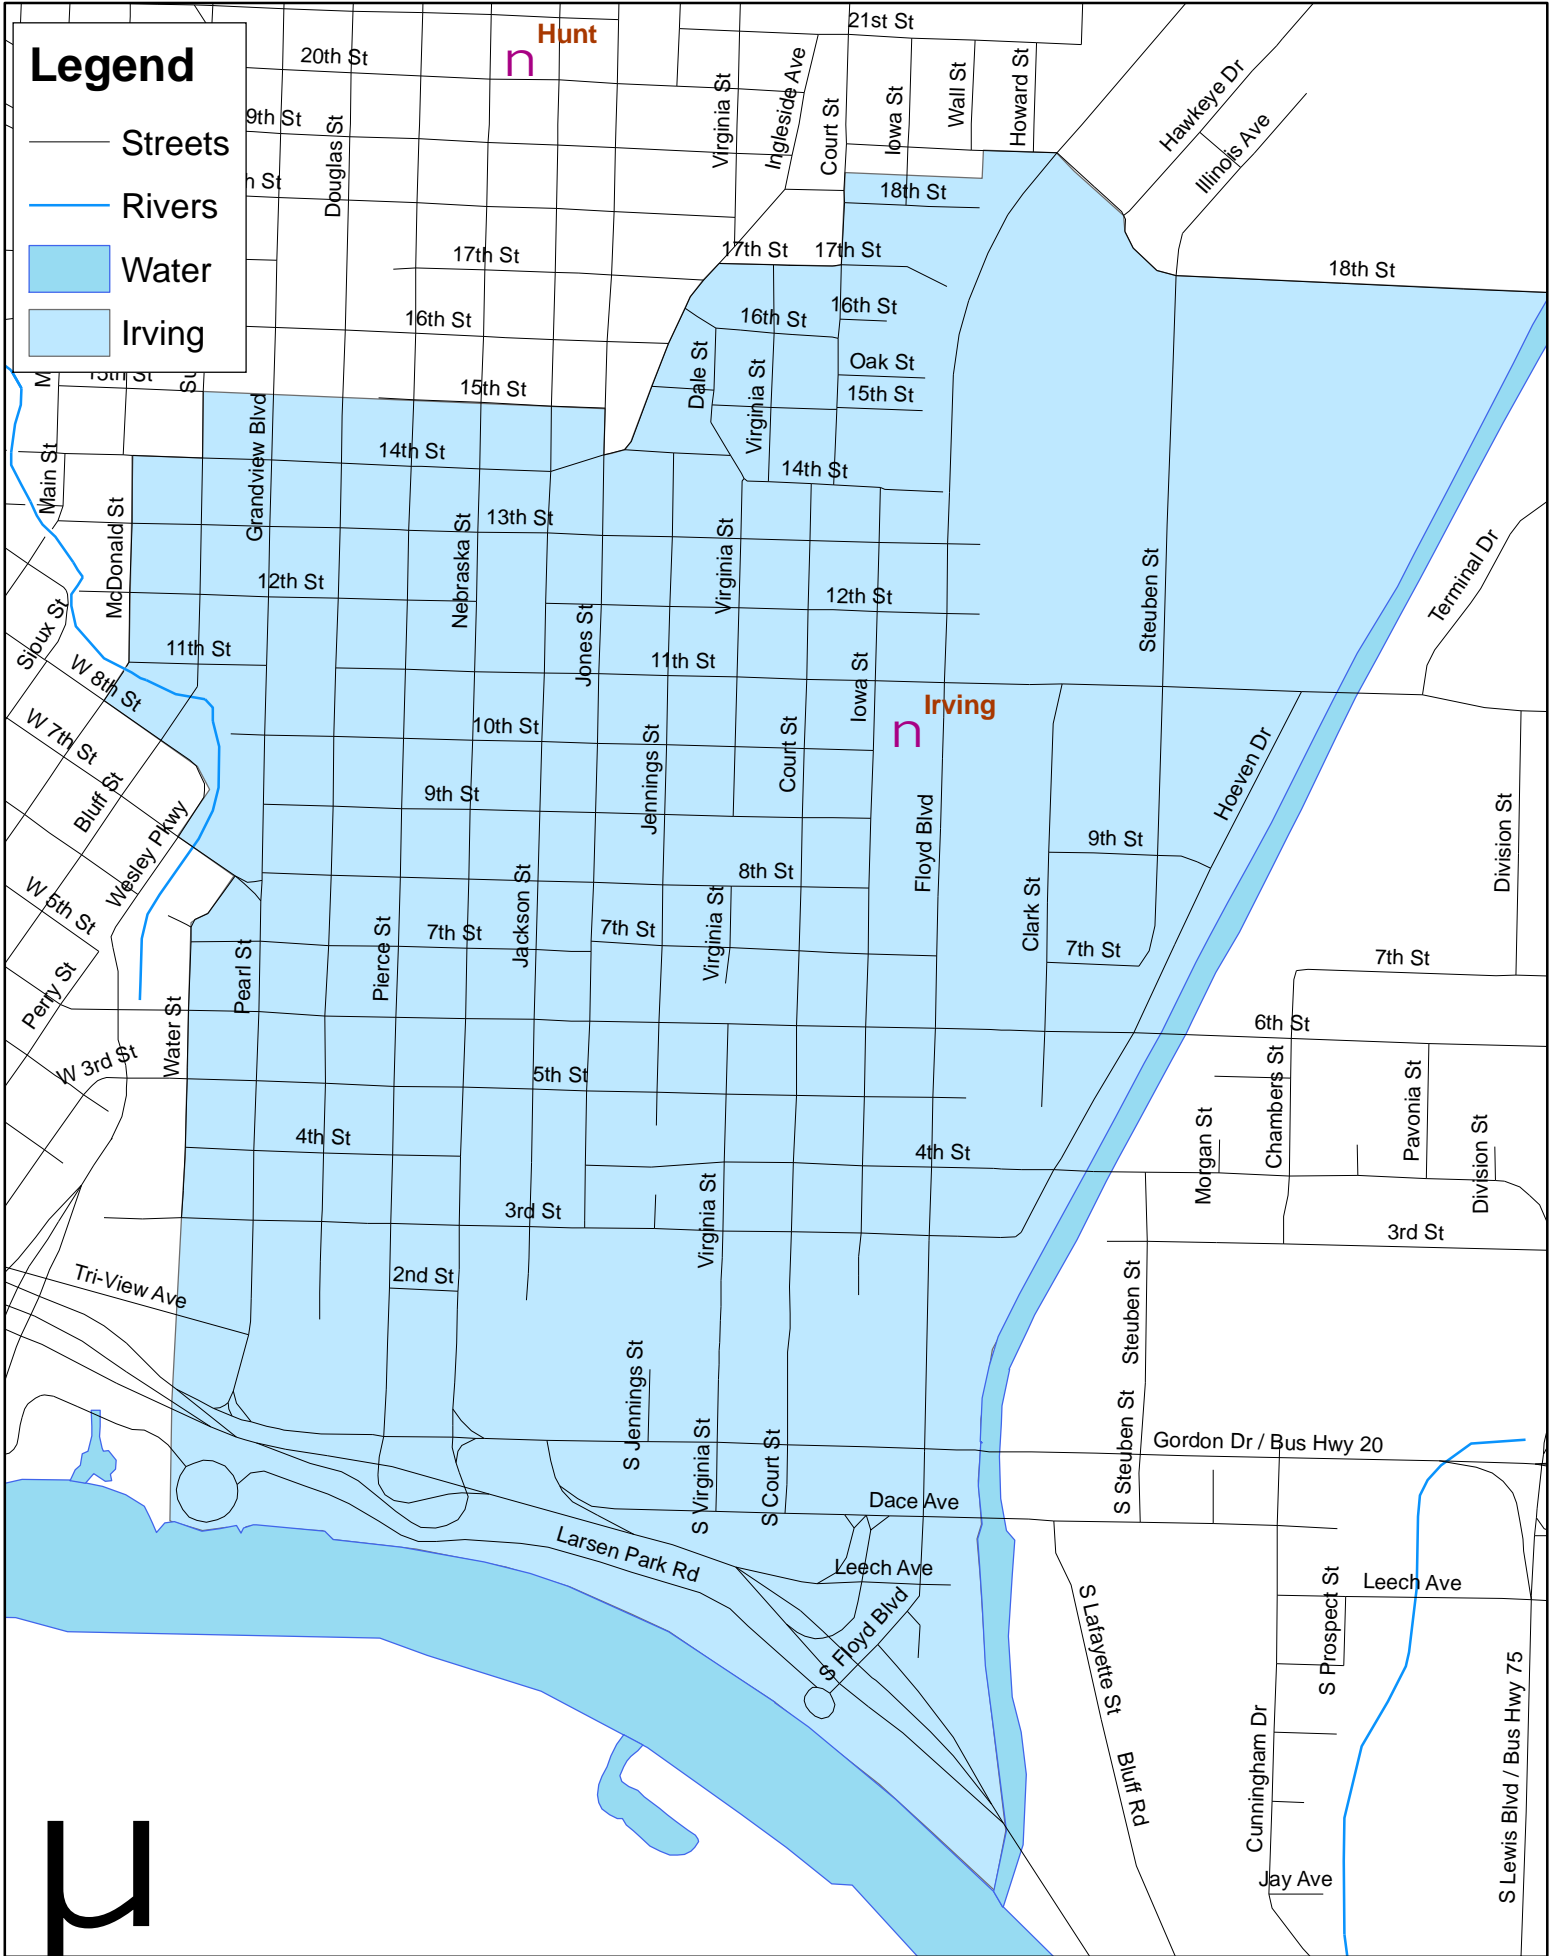 Legend
Streets
Rivers
Water
Irving
Hunt
n
21st St
20th St
9th St
h St
Douglas St
Virginia St
Ingleside Ave
Court St
Iowa St
Wall St
Howard St
Hawkeye Dr
Illinois Ave
18th St
17th St
17th St
17th St
18th St
16th St
16th St
16th St
Oak St
15th St
15th St
15th St
Dale St
Virginia St
Grandview Blvd
14th St
14th St
Main St
McDonald St
13th St
Nebraska St
Virginia St
12th St
12th St
Steuben St
Terminal Dr
Sioux St
11th St
11th St
Jones St
Iowa St
W 8th St
Irving
n
W 7th St
10th St
Jennings St
Court St
Hoeven Dr
Bluff St
9th St
9th St
Floyd Blvd
Division St
Wesley Pkwy
8th St
W 5th St
Jackson St
Virginia St
Clark St
Pierce St
7th St
7th St
7th St
7th St
Pearl St
Perry St
Water St
6th St
W 3rd St
5th St
Chambers St
Pavonia St
Morgan St
Division St
4th St
4th St
3rd St
Virginia St
3rd St
Tri-View Ave
2nd St
Steuben St
S Jennings St
S Virginia St
S Court St
S Steuben St
Gordon Dr / Bus Hwy 20
Dace Ave
Larsen Park Rd
Leech Ave
Leech Ave
S Floyd Blvd
S Lafayette St
S Prospect St
Cunningham Dr
Bluff Rd
S Lewis Blvd / Bus Hwy 75
Jay Ave
µ